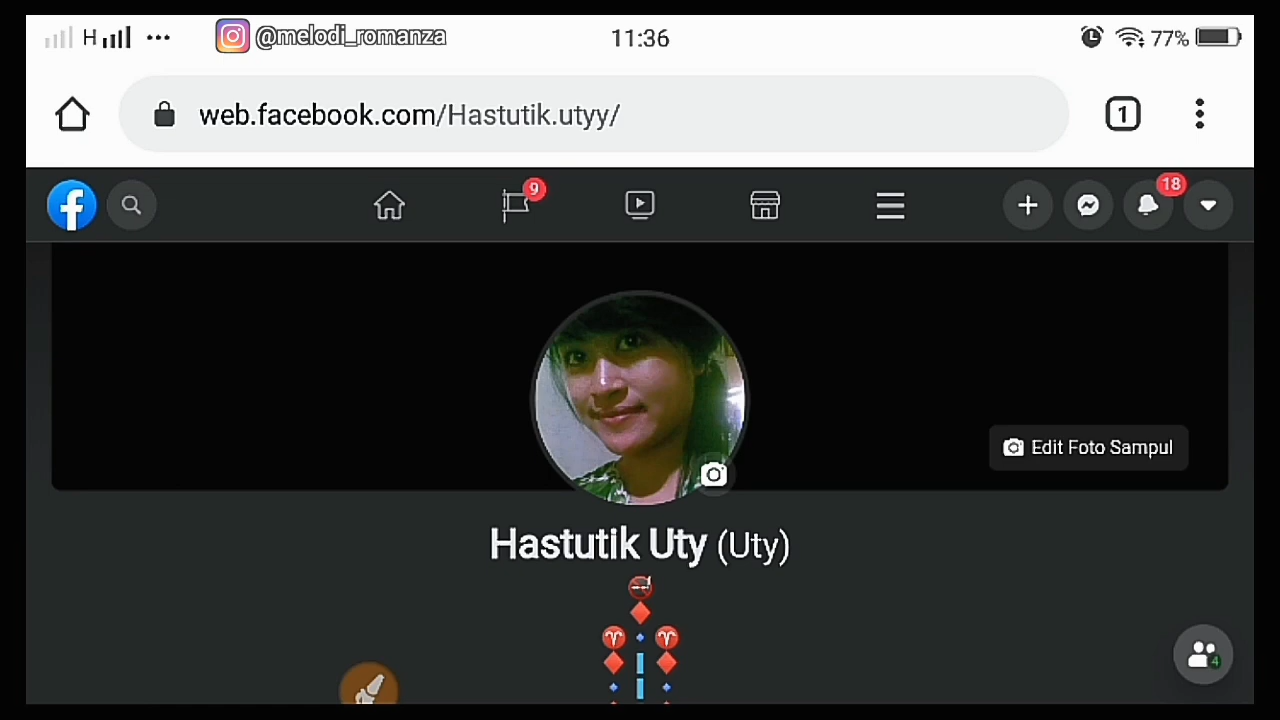 H @melodi_romanza 11:36 77%
web.facebook.com/Hastutik.utyy/ 1
9 18
Edit Foto Sampul
Hastutik Uty (Uty)
4